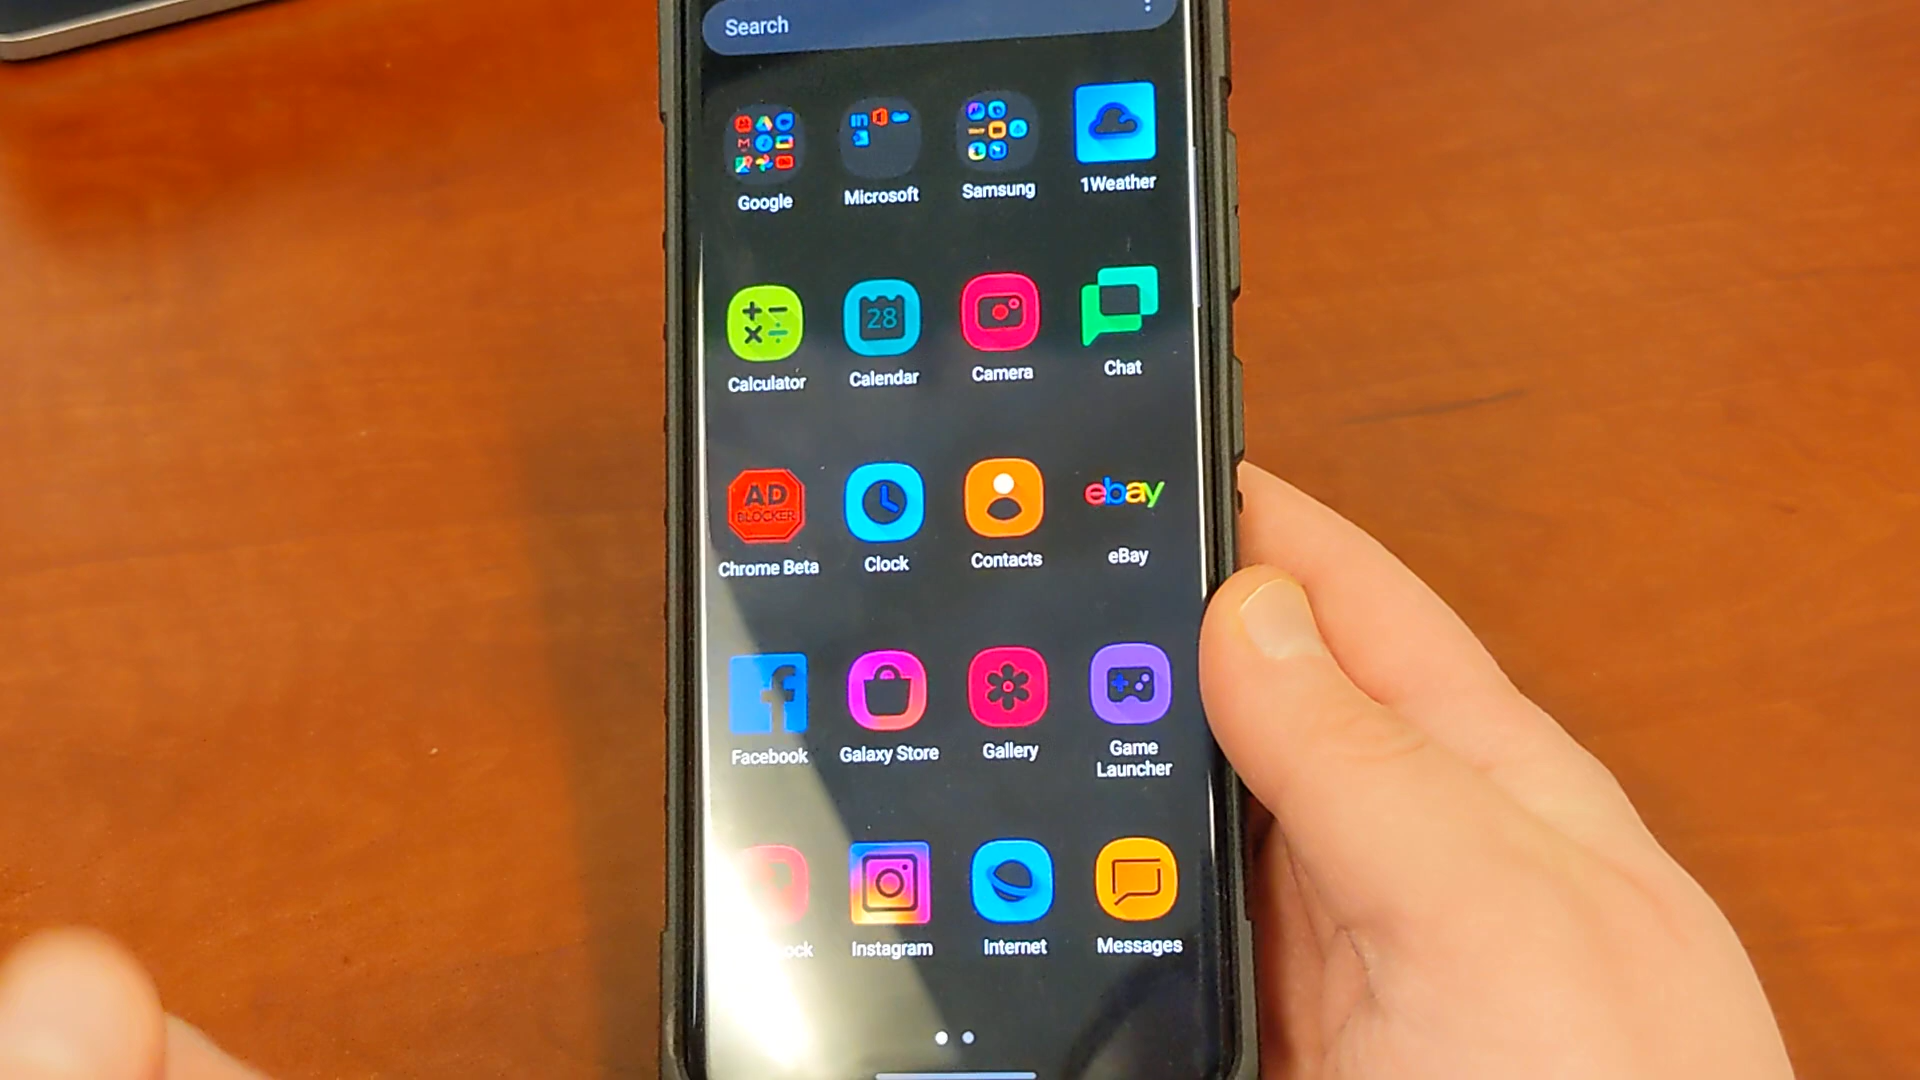 Search
Google
Microsoft
Samsung
1Weather
28
Calculator
Calendar
Camera
Chat
AD
BLOCKER
ebay
Chrome Beta
Clock
Contacts
eBay
Facebook
Galaxy Store
Gallery
Game
Launcher
Instagram
Internet
Messages